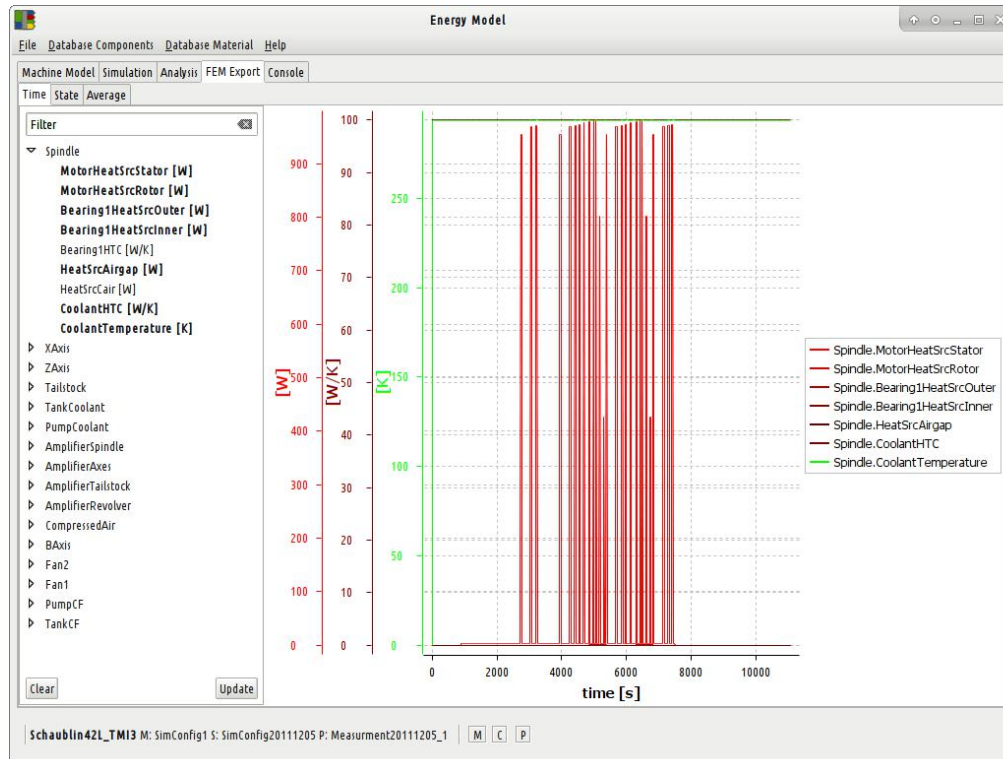 Energy Model
File Database Components Database Material Help
Machine Model Simulation Analysis FEM Export Console
Time State Average
Filter
Spindle
MotorHeatSrcStator [W]
MotorHeatSrcRotor [W]
Bearing1HeatSrcOuter [W]
Bearing1HeatSrcInner [W]
Bearing1HTC [W/K]
HeatSrcAirgap [W]
HeatSrcCair [W]
CoolantHTC [W/K]
CoolantTemperature [K]
XAxis
ZAxis
Tailstock
TankCoolant
PumpCoolant
AmplifierSpindle
AmplifierAxes
AmplifierTailstock
AmplifierRevolver
CompressedAir
BAxis
Fan2
Fan1
PumpCF
TankCF
Clear Update
[W]
900
800
700
600
500
400
300
200
100
0
[W/K]
100
90
80
70
60
50
40
30
20
10
0
[K]
250
200
150
100
50
0
0 2000 4000 6000 8000 10000
time [s]
Spindle.MotorHeatSrcStator
Spindle.MotorHeatSrcRotor
Spindle.Bearing1HeatSrcOuter
Spindle.Bearing1HeatSrcInner
Spindle.HeatSrcAirgap
Spindle.CoolantHTC
Spindle.CoolantTemperature
Schaublin42L_TMI3 M: SimConfig1 S: SimConfig20111205 P: Measurment20111205_1 M C P